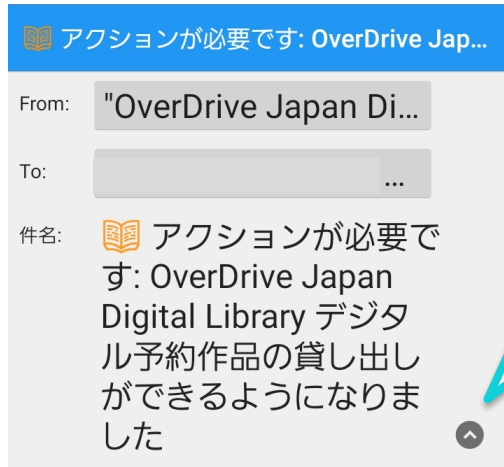 アクションが必要です: OverDrive Jap...
From:
"OverDrive Japan Di...
To:
...
件名:
アクションが必要で
す: OverDrive Japan
Digital Library デジタ
ル予約作品の貸し出し
ができるようになりま
した